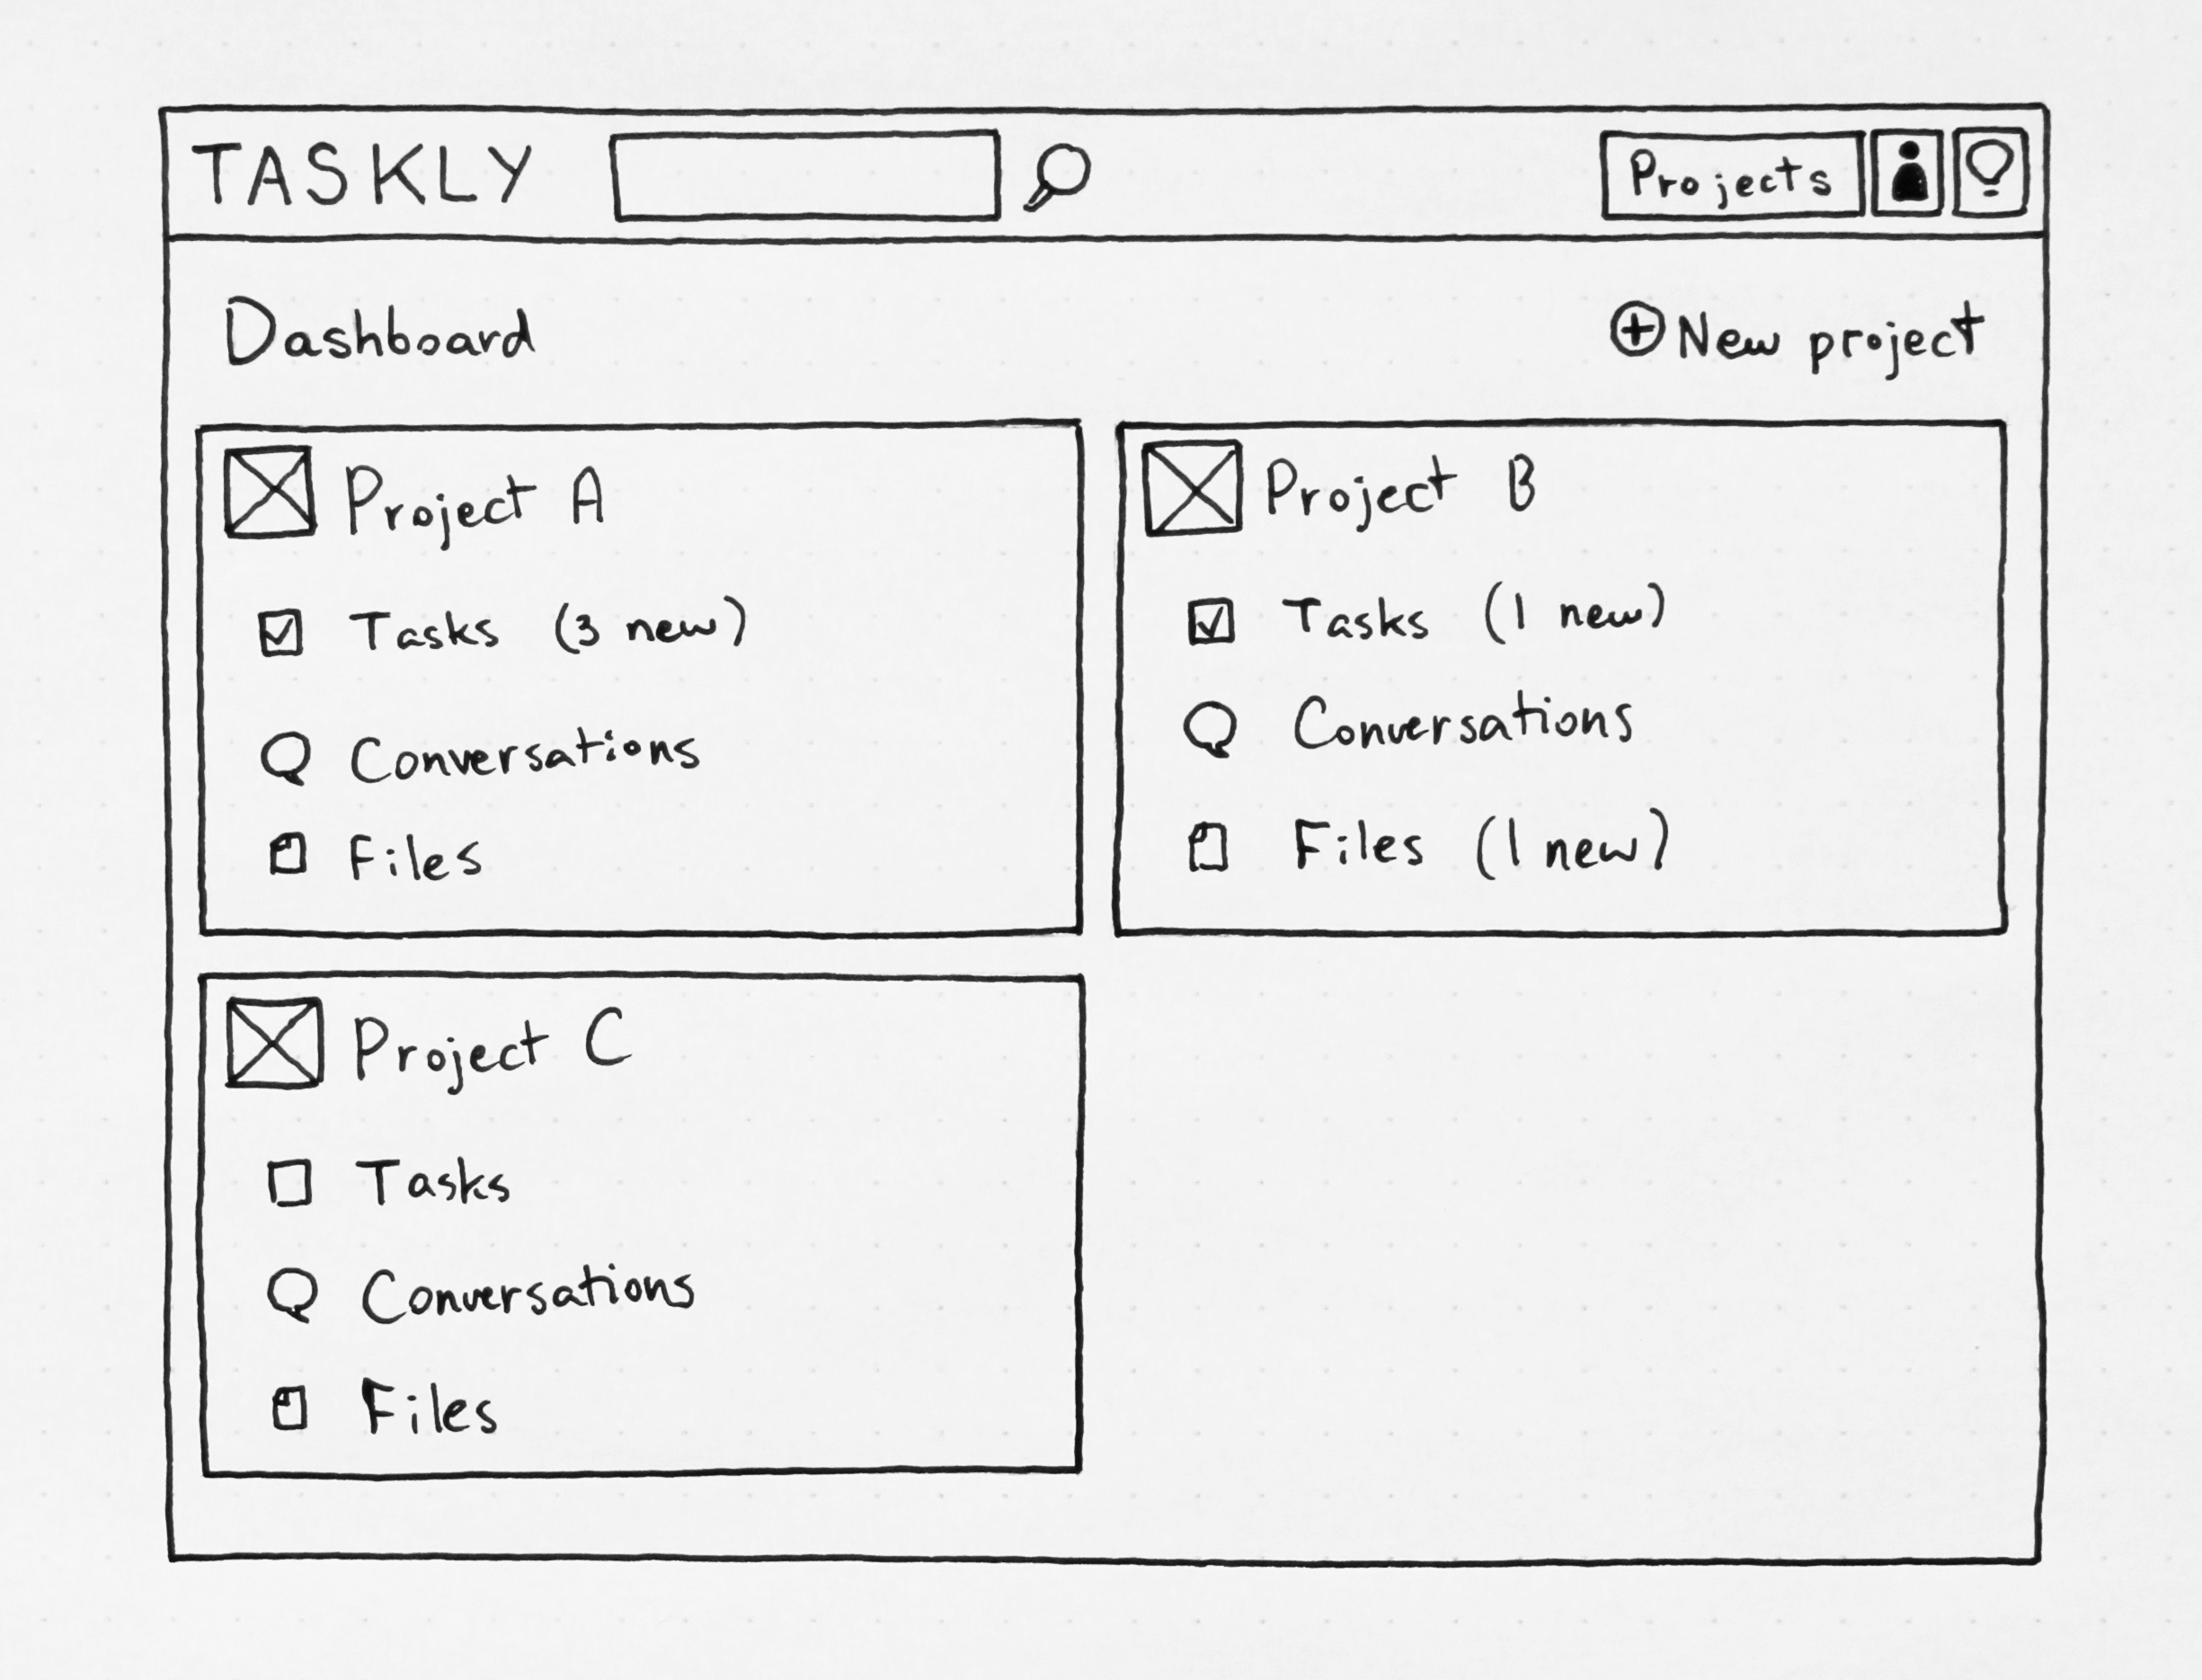 TASKLY
Projects
Dashboard
New project
Project A
Tasks (3 new)
Conversations
Files
Project B
Tasks (1 new)
Conversations
Files (1 new)
Project C
Tasks
Conversations
Files